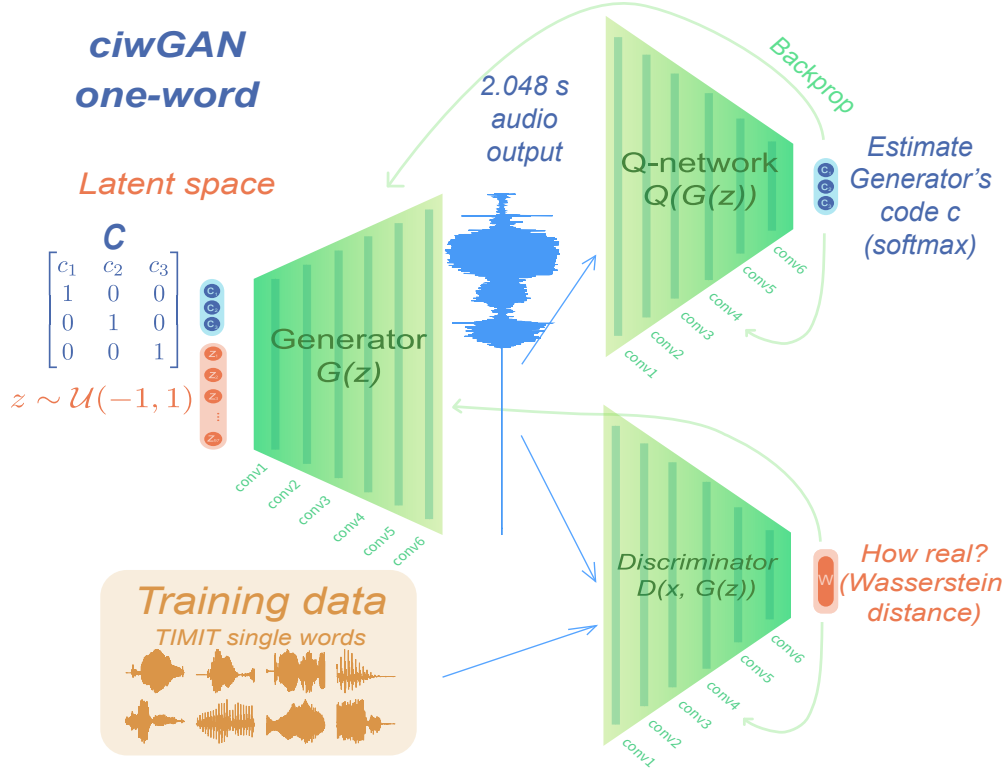 ciwGAN
one-word
Latent space
C
c₁ c₂ c₃
1 0 0
0 1 0
0 0 1
z ∼ U(−1, 1)
...
Generator
G(z)
conv1
conv2
conv3
conv4
conv5
conv6
2.048 s
audio
output
Backprop
Q-network
Q(G(z))
conv1
conv2
conv3
conv4
conv5
conv6
Estimate
Generator's
code c
(softmax)
Discriminator
D(x, G(z))
conv1
conv2
conv3
conv4
conv5
conv6
W
How real?
(Wasserstein
distance)
Training data
TIMIT single words